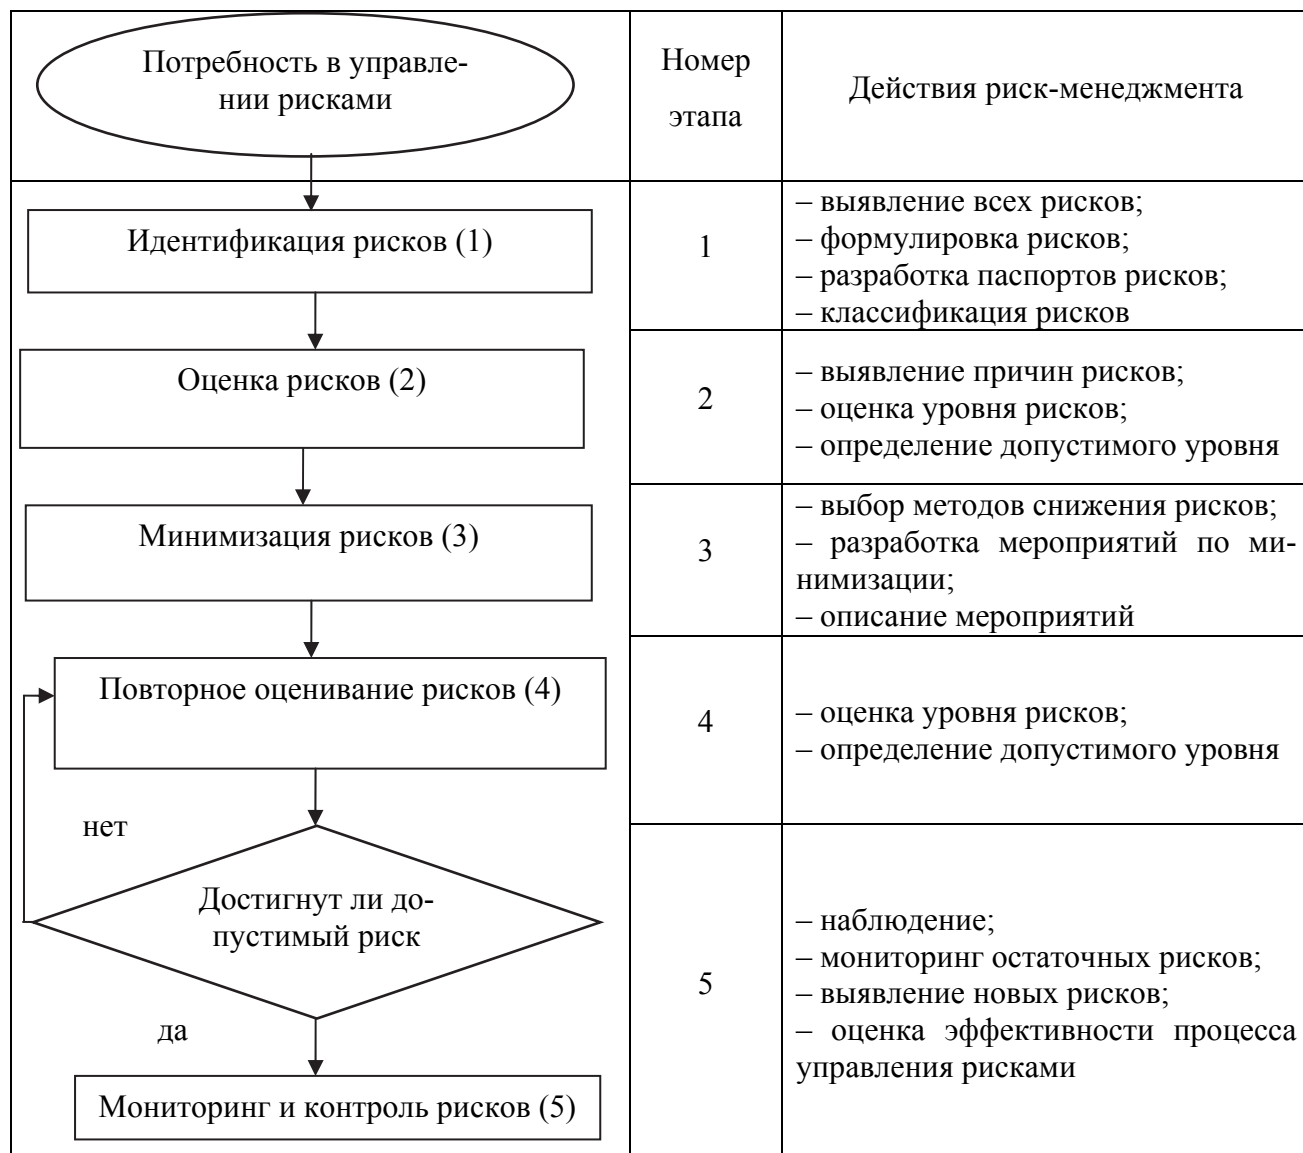 Потребность в управле-
нии рисками
Номер
этапа
Действия риск-менеджмента
Идентификация рисков (1)
1
– выявление всех рисков;
– формулировка рисков;
– разработка паспортов рисков;
– классификация рисков
Оценка рисков (2)
2
– выявление причин рисков;
– оценка уровня рисков;
– определение допустимого уровня
Минимизация рисков (3)
3
– выбор методов снижения рисков;
– разработка мероприятий по ми-
нимизации;
– описание мероприятий
Повторное оценивание рисков (4)
4
– оценка уровня рисков;
– определение допустимого уровня
нет
Достигнут ли до-
пустимый риск
да
Мониторинг и контроль рисков (5)
5
– наблюдение;
– мониторинг остаточных рисков;
– выявление новых рисков;
– оценка эффективности процесса
управления рисками